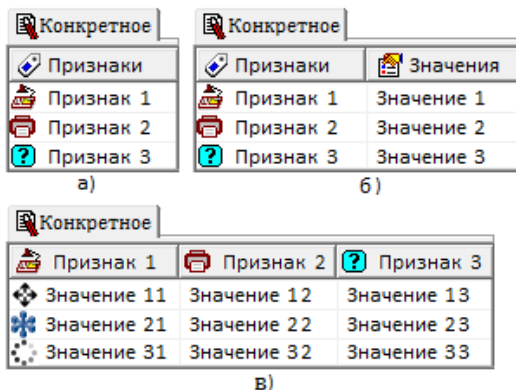 Конкретное
Признаки
Признак 1
Признак 2
Признак 3
а)
Конкретное
Признаки Значения
Признак 1 Значение 1
Признак 2 Значение 2
Признак 3 Значение 3
б)
Конкретное
Признак 1 Признак 2 Признак 3
Значение 11 Значение 12 Значение 13
Значение 21 Значение 22 Значение 23
Значение 31 Значение 32 Значение 33
в)